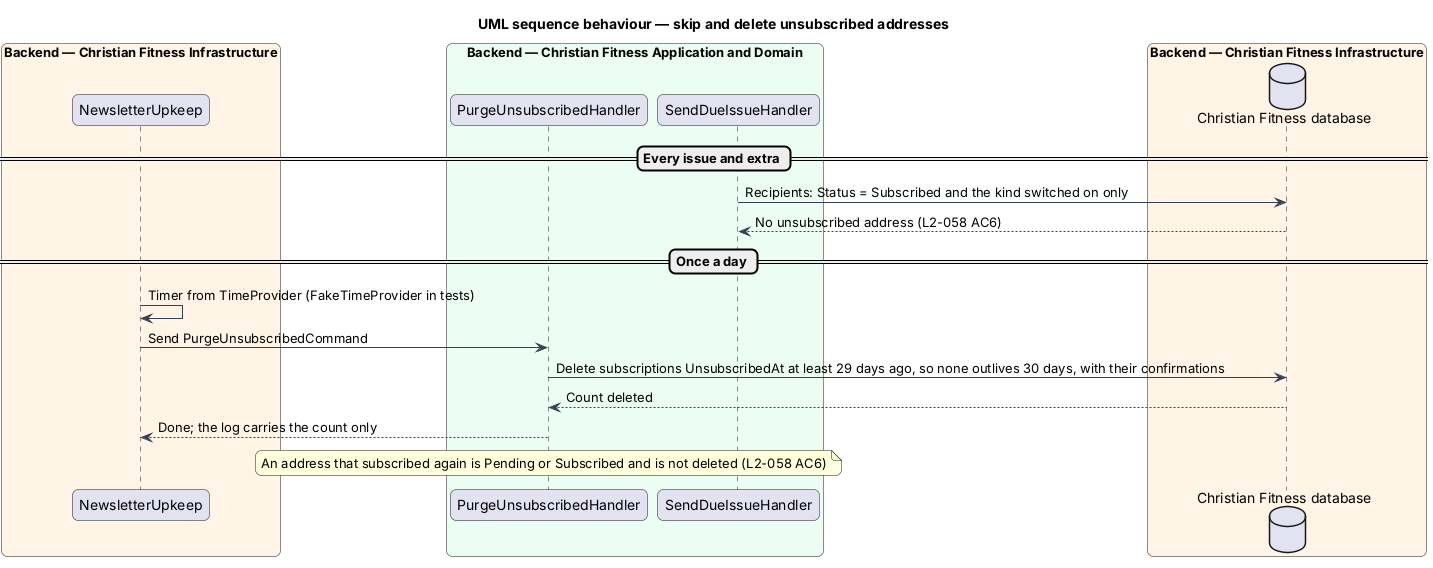 UML sequence behaviour — skip and delete unsubscribed addresses
Backend — Christian Fitness Infrastructure
Backend — Christian Fitness Application and Domain
Backend — Christian Fitness Infrastructure
NewsletterUpkeep
PurgeUnsubscribedHandler
SendDueIssueHandler
Christian Fitness database
Every issue and extra
Recipients: Status = Subscribed and the kind switched on only
No unsubscribed address (L2-058 AC6)
Once a day
Timer from TimeProvider (FakeTimeProvider in tests)
Send PurgeUnsubscribedCommand
Delete subscriptions UnsubscribedAt at least 29 days ago, so none outlives 30 days, with their confirmations
Count deleted
Done; the log carries the count only
An address that subscribed again is Pending or Subscribed and is not deleted (L2-058 AC6)
NewsletterUpkeep
PurgeUnsubscribedHandler
SendDueIssueHandler
Christian Fitness database